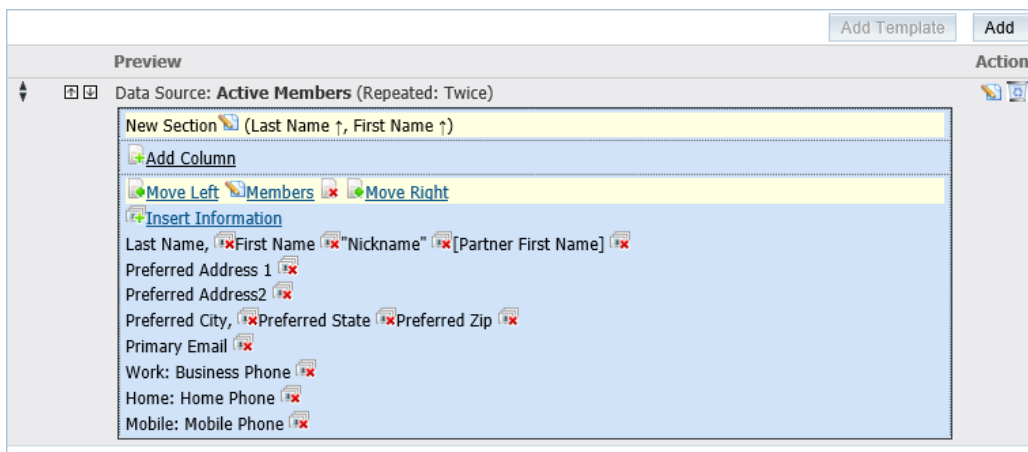 Add Template Add
Preview Action
Data Source: Active Members (Repeated: Twice)
New Section (Last Name ↑, First Name ↑)
Add Column
Move Left Members Move Right
Insert Information
Last Name, First Name "Nickname" [Partner First Name]
Preferred Address 1
Preferred Address2
Preferred City, Preferred State Preferred Zip
Primary Email
Work: Business Phone
Home: Home Phone
Mobile: Mobile Phone